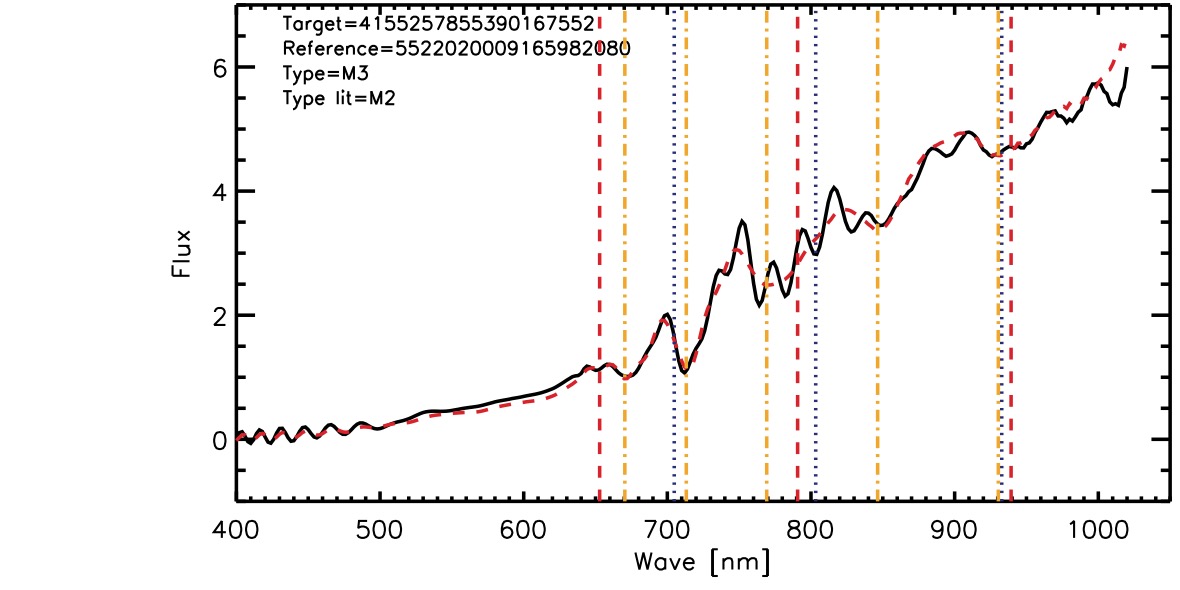 Target=4155257855390167552
Reference=5522020009165982080
Type=M3
Type lit=M2
6
4
2
0
Flux
400 500 600 700 800 900 1000
Wave [nm]